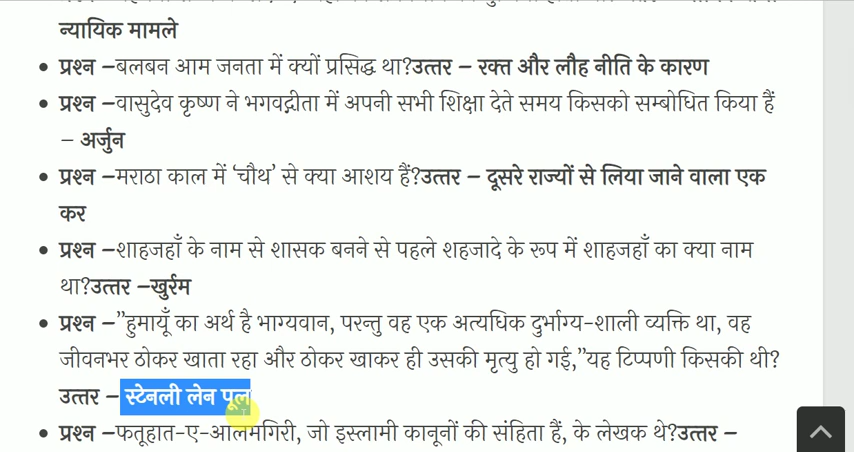 न्यायिक मामले
प्रश्न –बलबन आम जनता में क्यों प्रसिद्ध था?उत्तर – रक्त और लौह नीति के कारण
प्रश्न –वासुदेव कृष्ण ने भगवद्गीता में अपनी सभी शिक्षा देते समय किसको सम्बोधित किया हैं
– अर्जुन
प्रश्न –मराठा काल में ‘चौथ’ से क्या आशय हैं?उत्तर – दूसरे राज्यों से लिया जाने वाला एक
कर
प्रश्न –शाहजहाँ के नाम से शासक बनने से पहले शहजादे के रूप में शाहजहाँ का क्या नाम
था?उत्तर –खुर्रम
प्रश्न –”हुमायूँ का अर्थ है भाग्यवान, परन्तु वह एक अत्यधिक दुर्भाग्य-शाली व्यक्ति था, वह
जीवनभर ठोकर खाता रहा और ठोकर खाकर ही उसकी मृत्यु हो गई,”यह टिप्पणी किसकी थी?
उत्तर – स्टेनली लेन पूल
प्रश्न –फतूहात-ए-आलमगिरी, जो इस्लामी कानूनों की संहिता हैं, के लेखक थे?उत्तर –